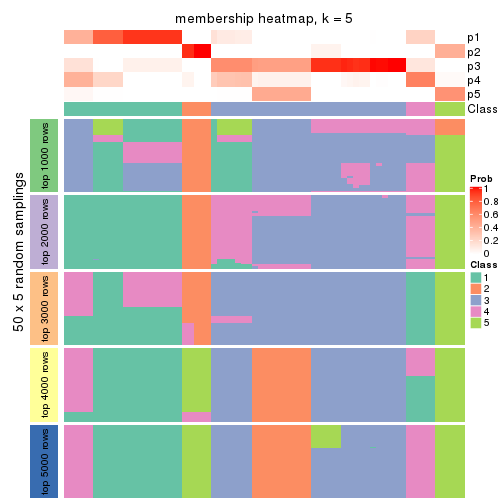 membership heatmap, k = 5
p1
p2
p3
p4
p5
Class
50 x 5 random samplings
top 1000 rows
top 2000 rows
top 3000 rows
top 4000 rows
top 5000 rows
Prob
1
0.8
0.6
0.4
0.2
0
Class
1
2
3
4
5